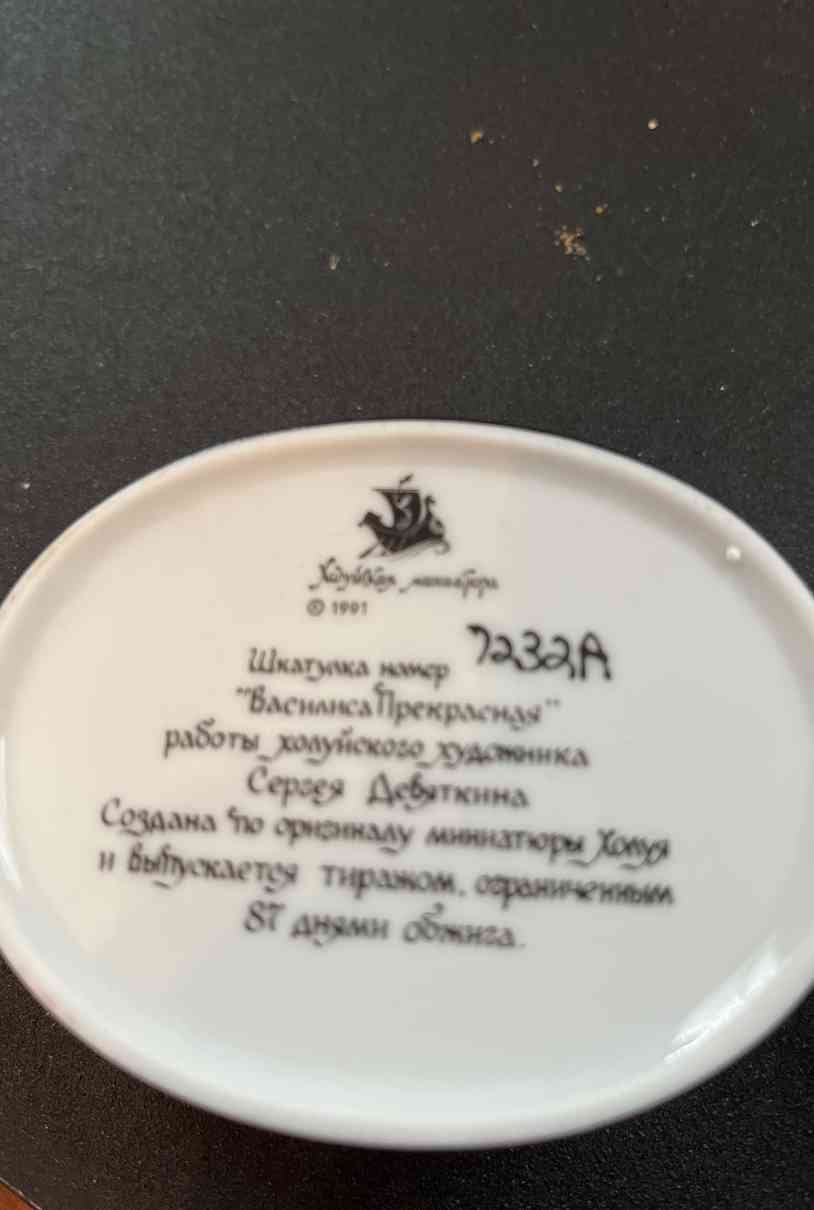 Холуйская миниатюра
© 1991
Шкатулка номер 7232A
"Василиса Прекрасная"
работы холуйского художника
Сергея Девяткина
Создана по оригиналу миниатюры Холуя
и выпускается тиражом, ограниченным
87 днями обжига.